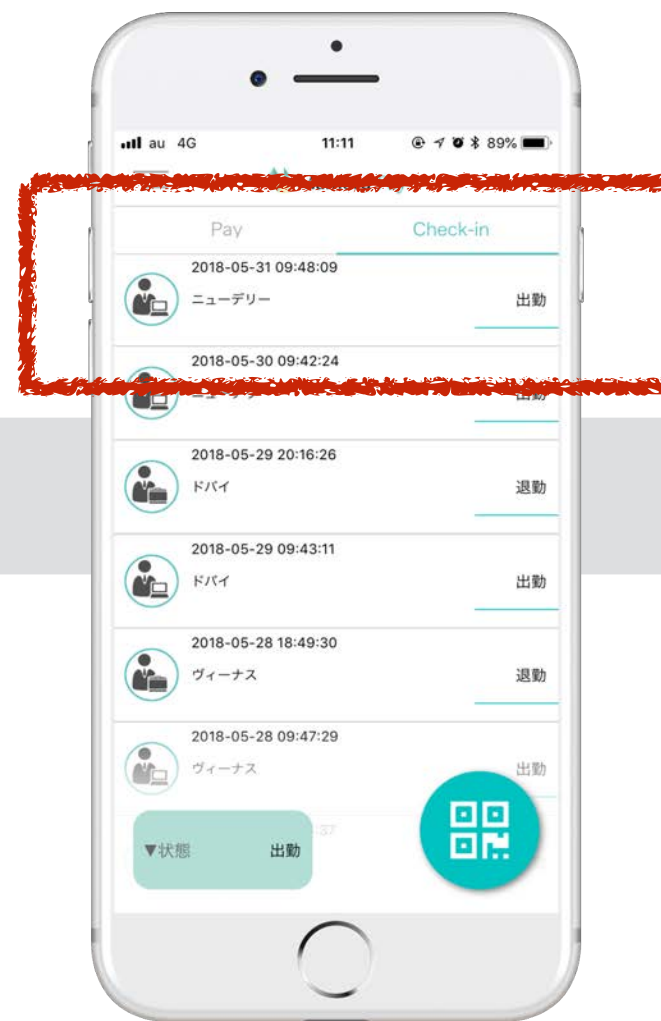 au 4G 11:11 89%
Pay Check-in
2018-05-31 09:48:09
ニューデリー 出勤
2018-05-30 09:42:24
出勤
2018-05-29 20:16:26
ドバイ 退勤
2018-05-29 09:43:11
ドバイ 出勤
2018-05-28 18:49:30
ヴィーナス 退勤
2018-05-28 09:47:29
ヴィーナス 出勤
:37
▼状態 出勤